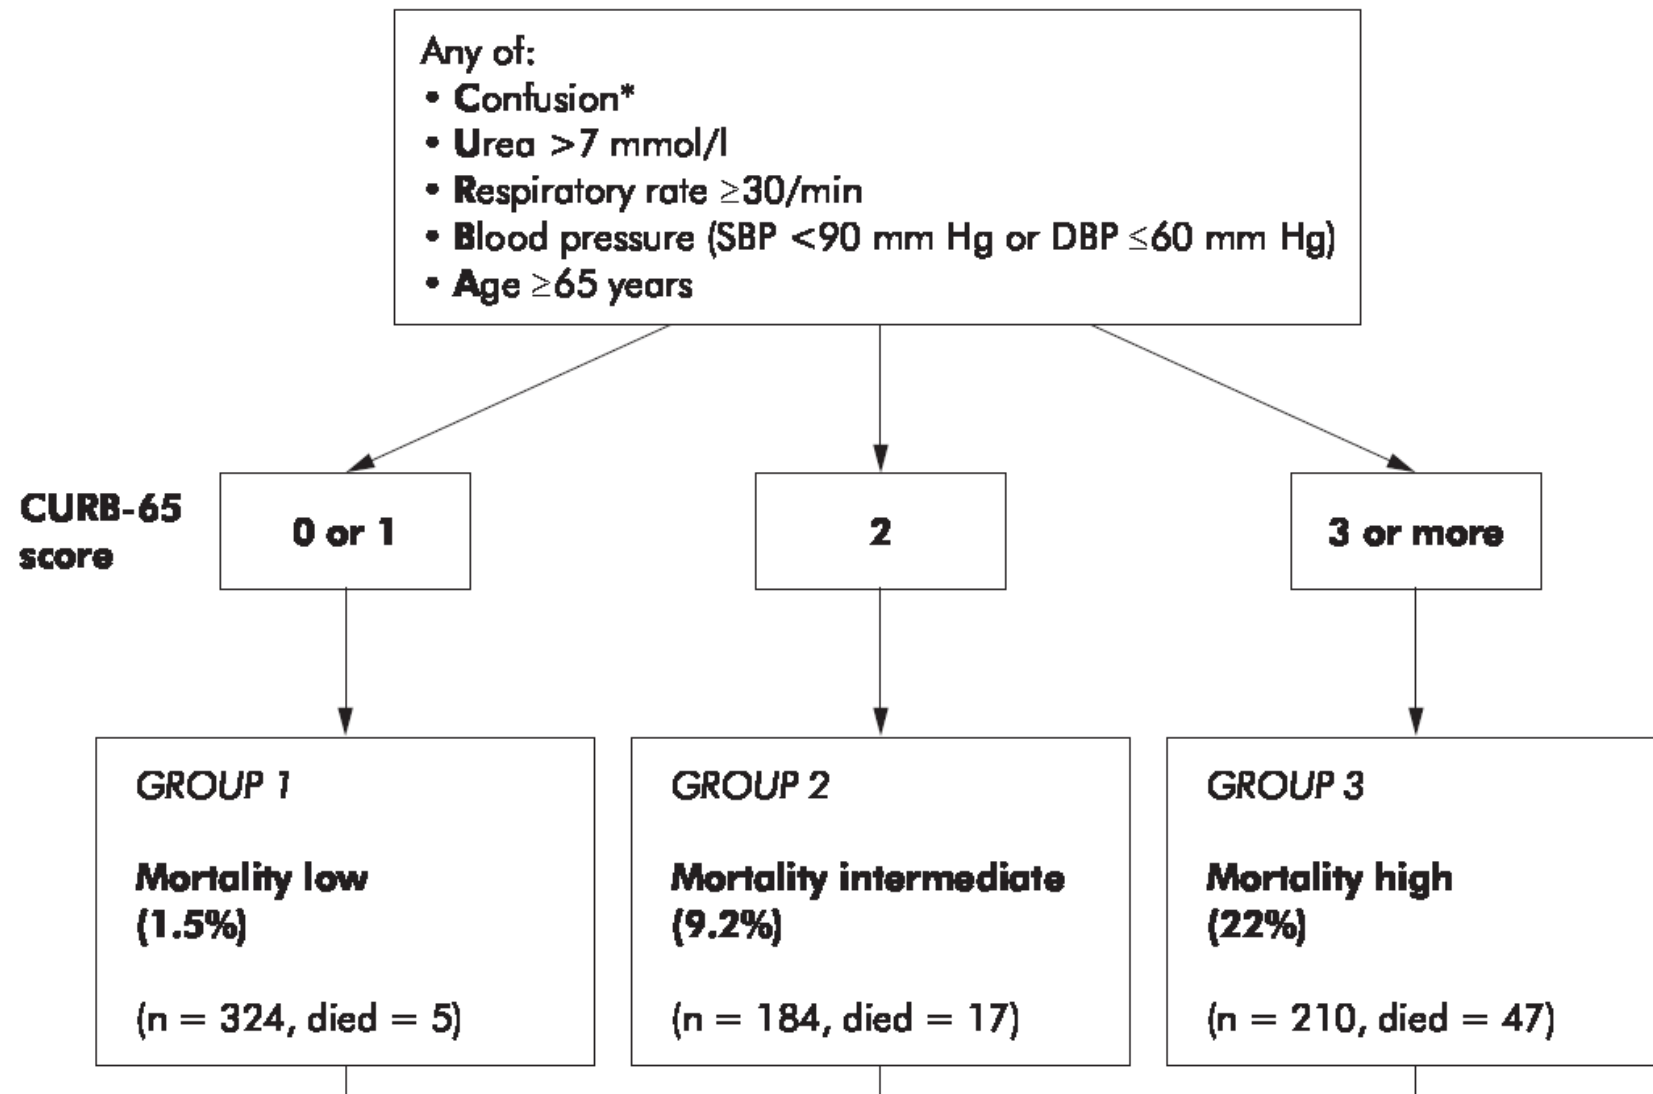 Any of:
• Confusion*
• Urea >7 mmol/l
• Respiratory rate ≥30/min
• Blood pressure (SBP <90 mm Hg or DBP ≤60 mm Hg)
• Age ≥65 years
CURB-65
score
0 or 1
2
3 or more
GROUP 1
Mortality low
(1.5%)
(n = 324, died = 5)
GROUP 2
Mortality intermediate
(9.2%)
(n = 184, died = 17)
GROUP 3
Mortality high
(22%)
(n = 210, died = 47)